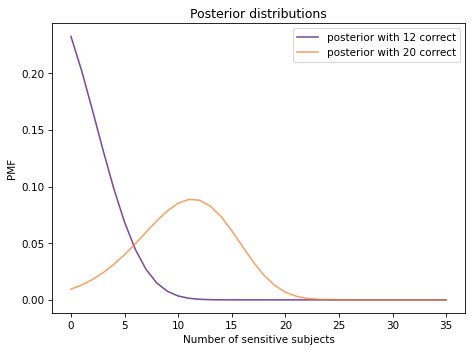 Posterior distributions
posterior with 12 correct
posterior with 20 correct
PMF
0.20
0.15
0.10
0.05
0.00
0 5 10 15 20 25 30 35
Number of sensitive subjects